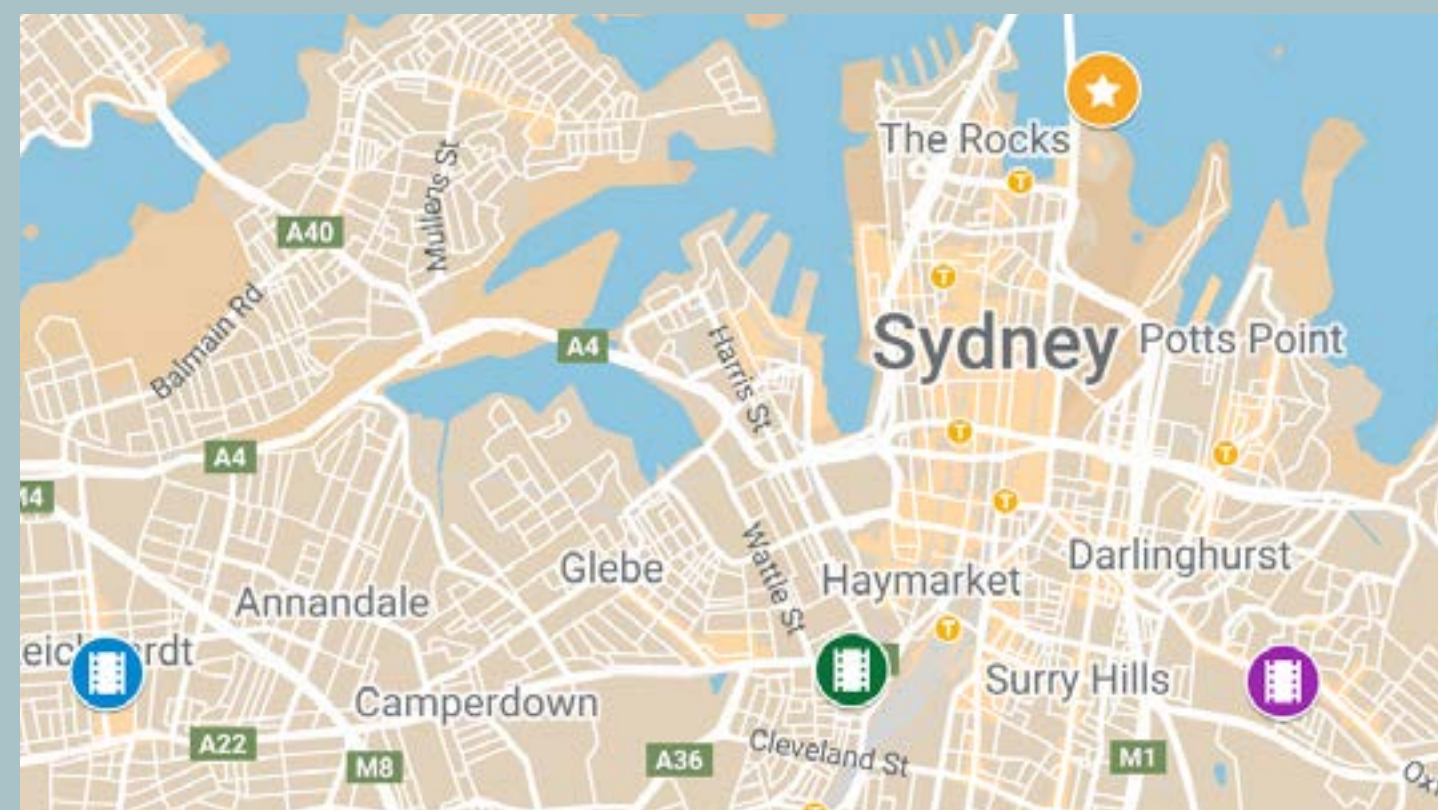 The Rocks
T
Mullens St
A40
T
Balmain Rd
Sydney
Potts Point
A4
Harris St
T
T
A4
T
Wattle St
Glebe
Haymarket
Darlinghurst
Annandale
T
Surry Hills
Camperdown
A22
M8
A36
Cleveland St
M1